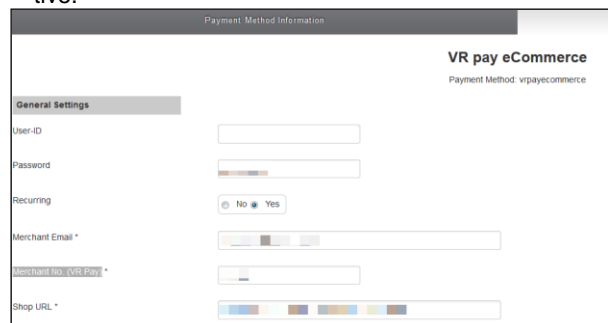 tive.
Payment Method Information
VR pay eCommerce
Payment Method: vrpayecommerce
General Settings
User-ID
Password
Recurring
No Yes
Merchant Email *
Merchant No. (VR Pay) *
Shop URL *